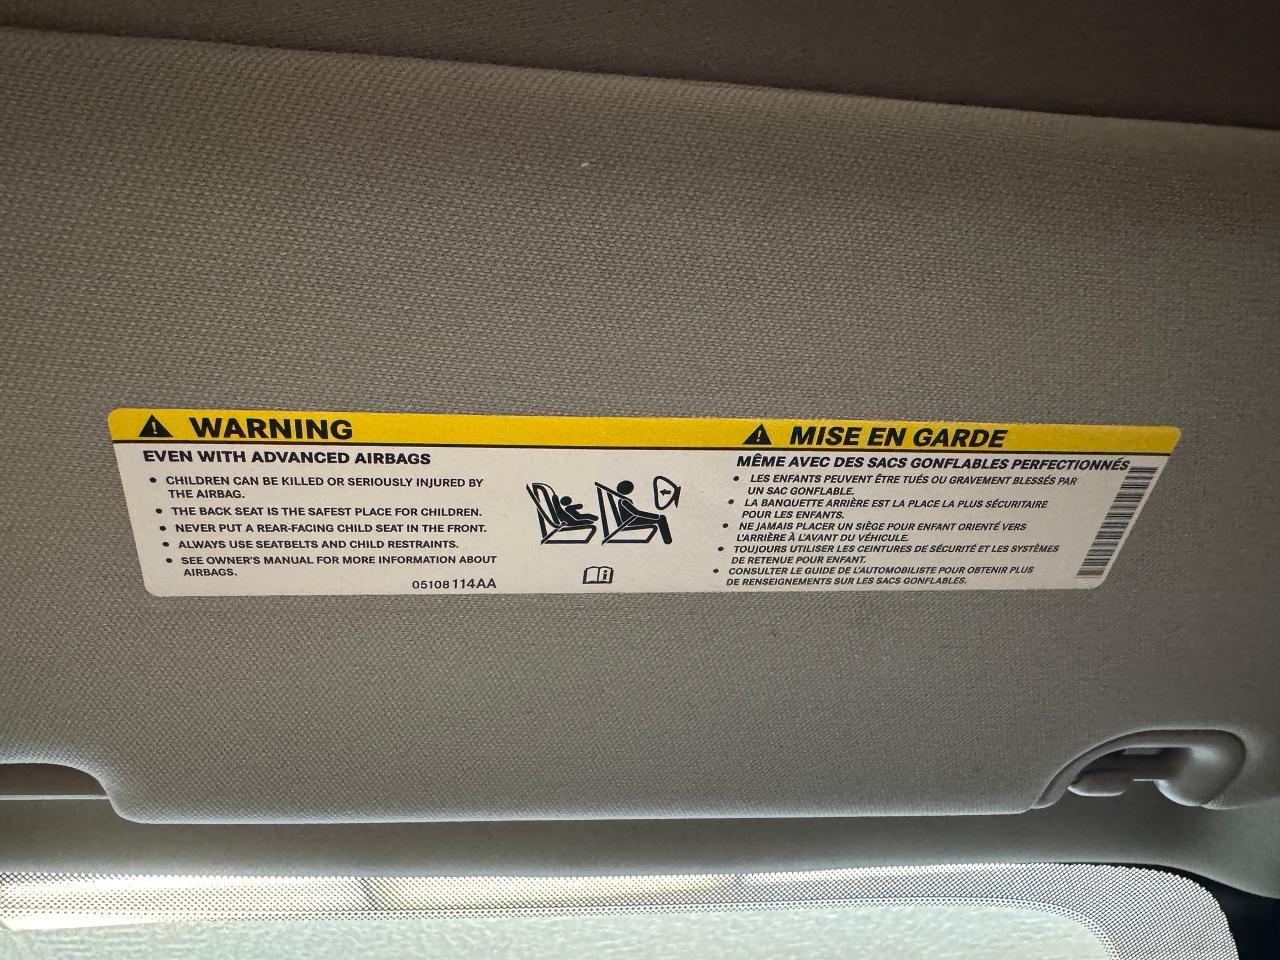 WARNING
EVEN WITH ADVANCED AIRBAGS
• CHILDREN CAN BE KILLED OR SERIOUSLY INJURED BY
THE AIRBAG.
• THE BACK SEAT IS THE SAFEST PLACE FOR CHILDREN.
• NEVER PUT A REAR-FACING CHILD SEAT IN THE FRONT.
• ALWAYS USE SEATBELTS AND CHILD RESTRAINTS.
• SEE OWNER'S MANUAL FOR MORE INFORMATION ABOUT
AIRBAGS.
05108114AA
MISE EN GARDE
MÊME AVEC DES SACS GONFLABLES PERFECTIONNÉS
• LES ENFANTS PEUVENT ÊTRE TUÉS OU GRAVEMENT BLESSÉS PAR
UN SAC GONFLABLE.
• LA BANQUETTE ARRIÈRE EST LA PLACE LA PLUS SÉCURITAIRE
POUR LES ENFANTS.
• NE JAMAIS PLACER UN SIÈGE POUR ENFANT ORIENTÉ VERS
L'ARRIÈRE À L'AVANT DU VÉHICULE.
• TOUJOURS UTILISER LES CEINTURES DE SÉCURITÉ ET LES SYSTÈMES
DE RETENUE POUR ENFANT.
• CONSULTER LE GUIDE DE L'AUTOMOBILISTE POUR OBTENIR PLUS
DE RENSEIGNEMENTS SUR LES SACS GONFLABLES.